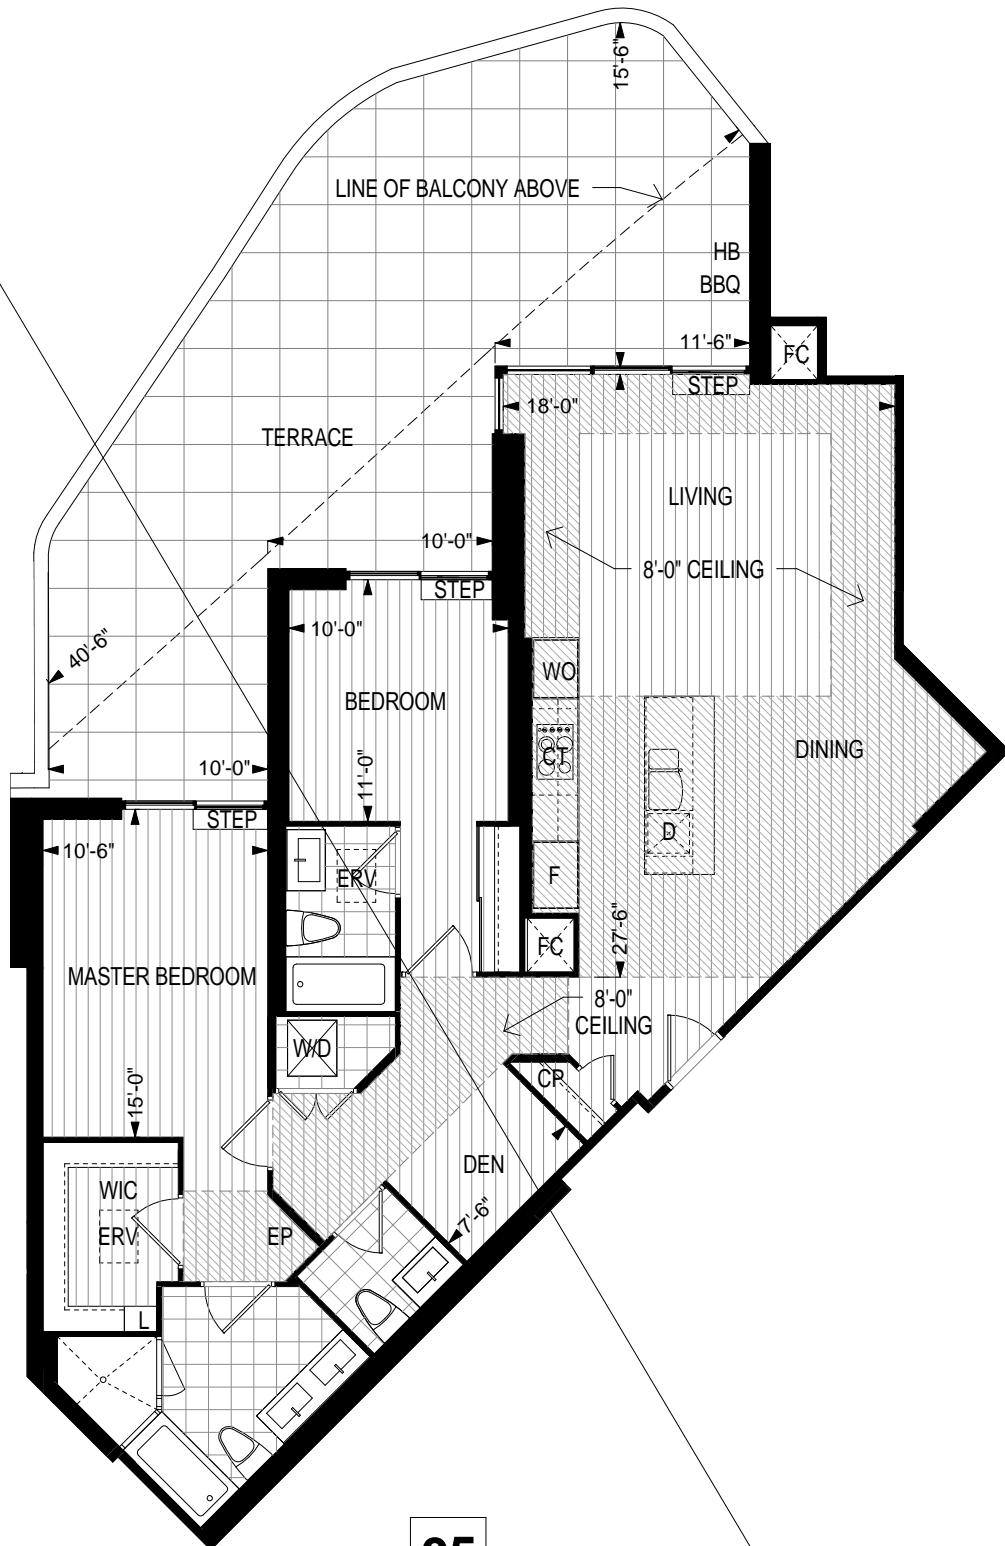 15'-6"
LINE OF BALCONY ABOVE
HB
BBQ
11'-6"
FC
STEP
18'-0"
TERRACE
LIVING
10'-0"
8'-0" CEILING
STEP
10'-0"
40'-6"
WO
BEDROOM
CT
DINING
10'-0"
11'-0"
STEP
D
10'-6"
ERV
F
27'-6"
FC
MASTER BEDROOM
8'-0"
CEILING
W/D
CP
15'-0"
DEN
WIC
7'-6"
ERV
EP
L